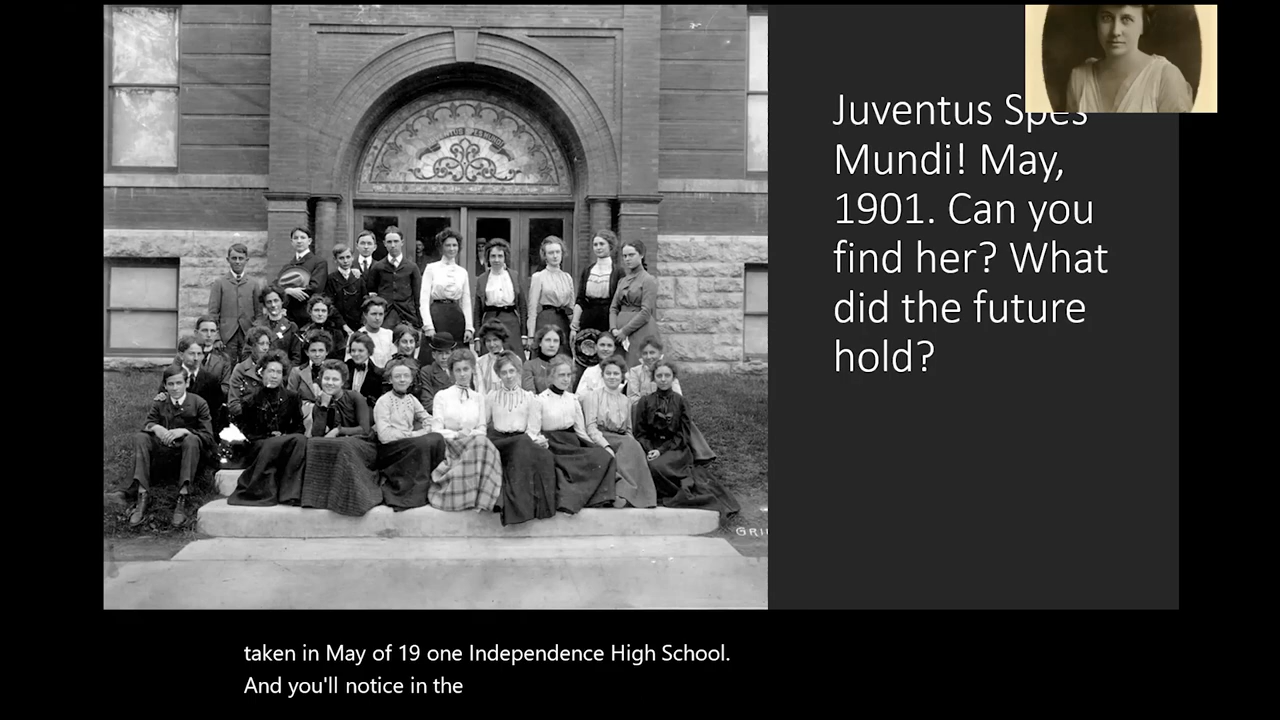 Juventus Spes
Mundi! May,
1901. Can you
find her? What
did the future
hold?
GRI
taken in May of 19 one Independence High School.
And you'll notice in the